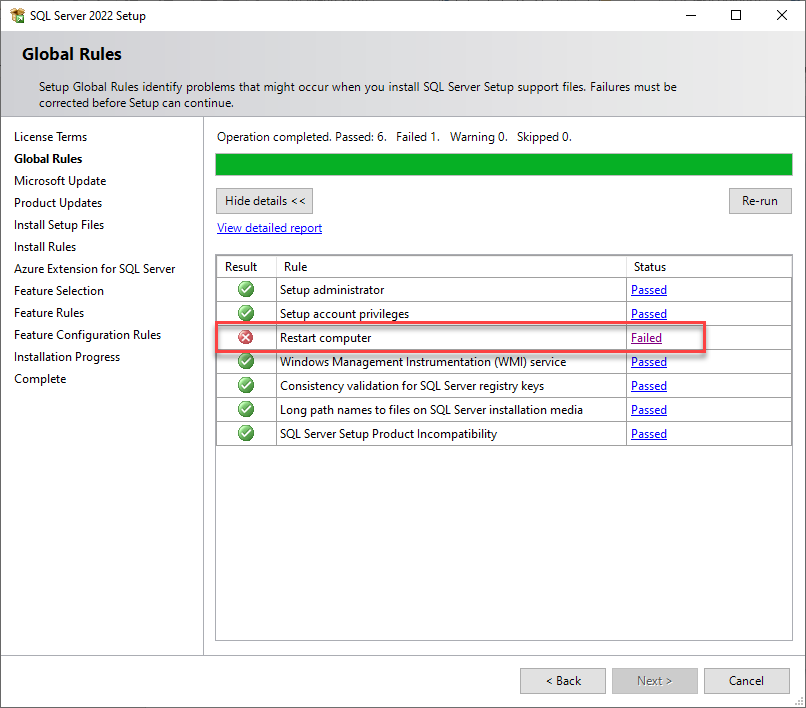 SQL Server 2022 Setup
Global Rules
Setup Global Rules identify problems that might occur when you install SQL Server Setup support files. Failures must be
corrected before Setup can continue.
License Terms
Global Rules
Microsoft Update
Product Updates
Install Setup Files
Install Rules
Azure Extension for SQL Server
Feature Selection
Feature Rules
Feature Configuration Rules
Installation Progress
Complete
Operation completed. Passed: 6. Failed 1. Warning 0. Skipped 0.
Hide details << Re-run
View detailed report
Result Rule Status
Setup administrator Passed
Setup account privileges Passed
Restart computer Failed
Windows Management Instrumentation (WMI) service Passed
Consistency validation for SQL Server registry keys Passed
Long path names to files on SQL Server installation media Passed
SQL Server Setup Product Incompatibility Passed
< Back Next > Cancel